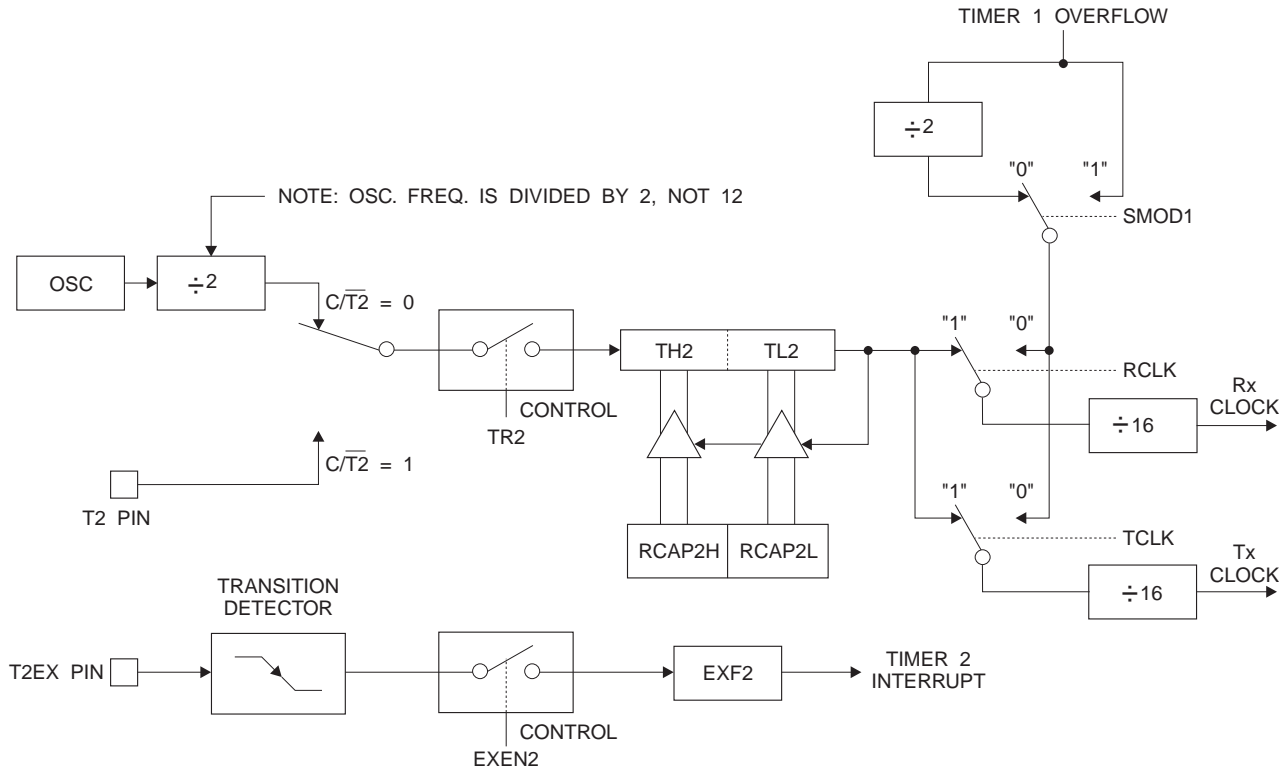 TIMER 1 OVERFLOW
÷2
"0" "1"
NOTE: OSC. FREQ. IS DIVIDED BY 2, NOT 12
SMOD1
OSC
÷2
C/T̅2̅ = 0
"1" "0"
TH2 TL2
RCLK
Rx
CLOCK
CONTROL
TR2
÷16
C/T̅2̅ = 1
T2 PIN
"1" "0"
TCLK
RCAP2H RCAP2L
Tx
CLOCK
÷16
TRANSITION
DETECTOR
T2EX PIN
EXF2
TIMER 2
INTERRUPT
CONTROL
EXEN2